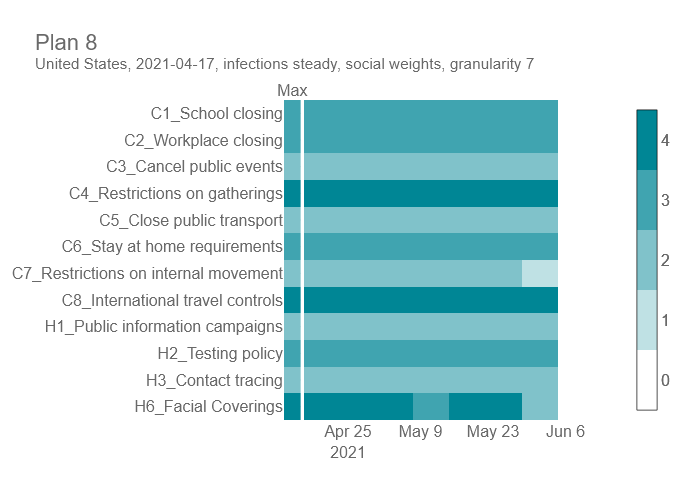 Plan 8
United States, 2021-04-17, infections steady, social weights, granularity 7
Max
C1_School closing
C2_Workplace closing
C3_Cancel public events
C4_Restrictions on gatherings
C5_Close public transport
C6_Stay at home requirements
C7_Restrictions on internal movement
C8_International travel controls
H1_Public information campaigns
H2_Testing policy
H3_Contact tracing
H6_Facial Coverings
Apr 25 May 9 May 23 Jun 6
2021
4
3
2
1
0